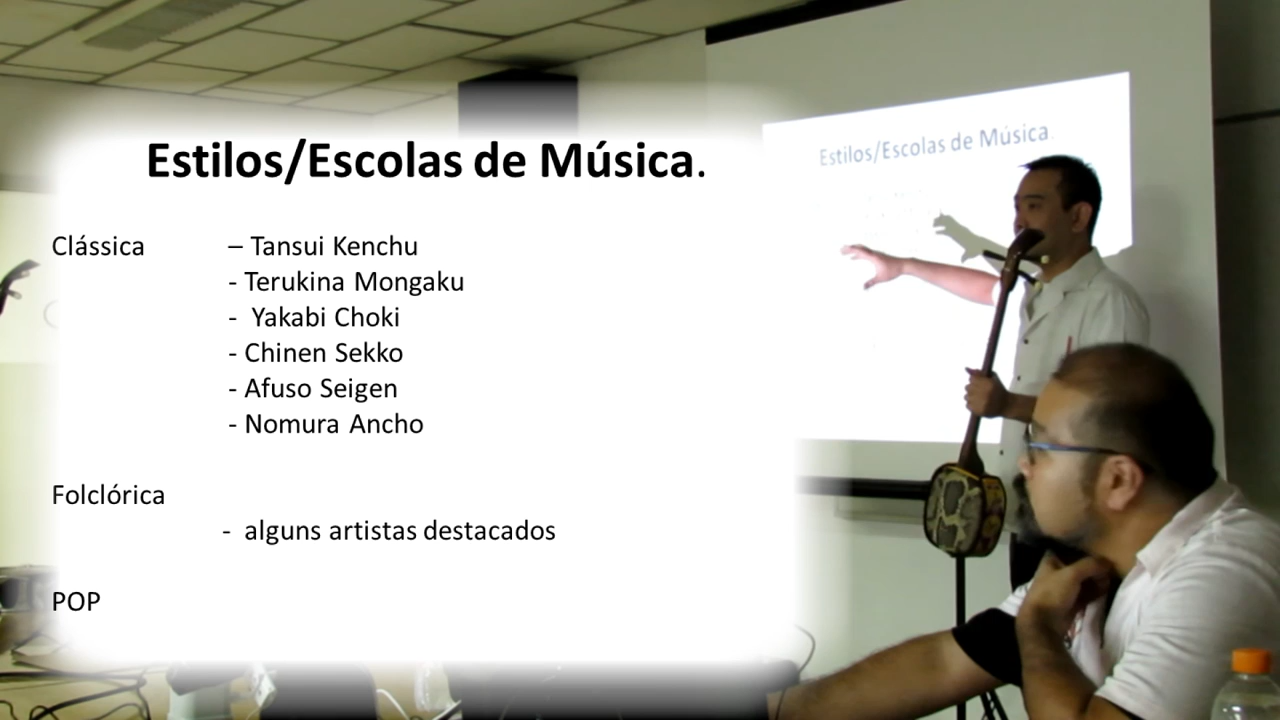 Estilos/Escolas de Música.
Estilos/Escolas de Música.
Clássica – Tansui Kenchu
- Terukina Mongaku
- Yakabi Choki
- Chinen Sekko
- Afuso Seigen
- Nomura Ancho
Folclórica
- alguns artistas destacados
POP